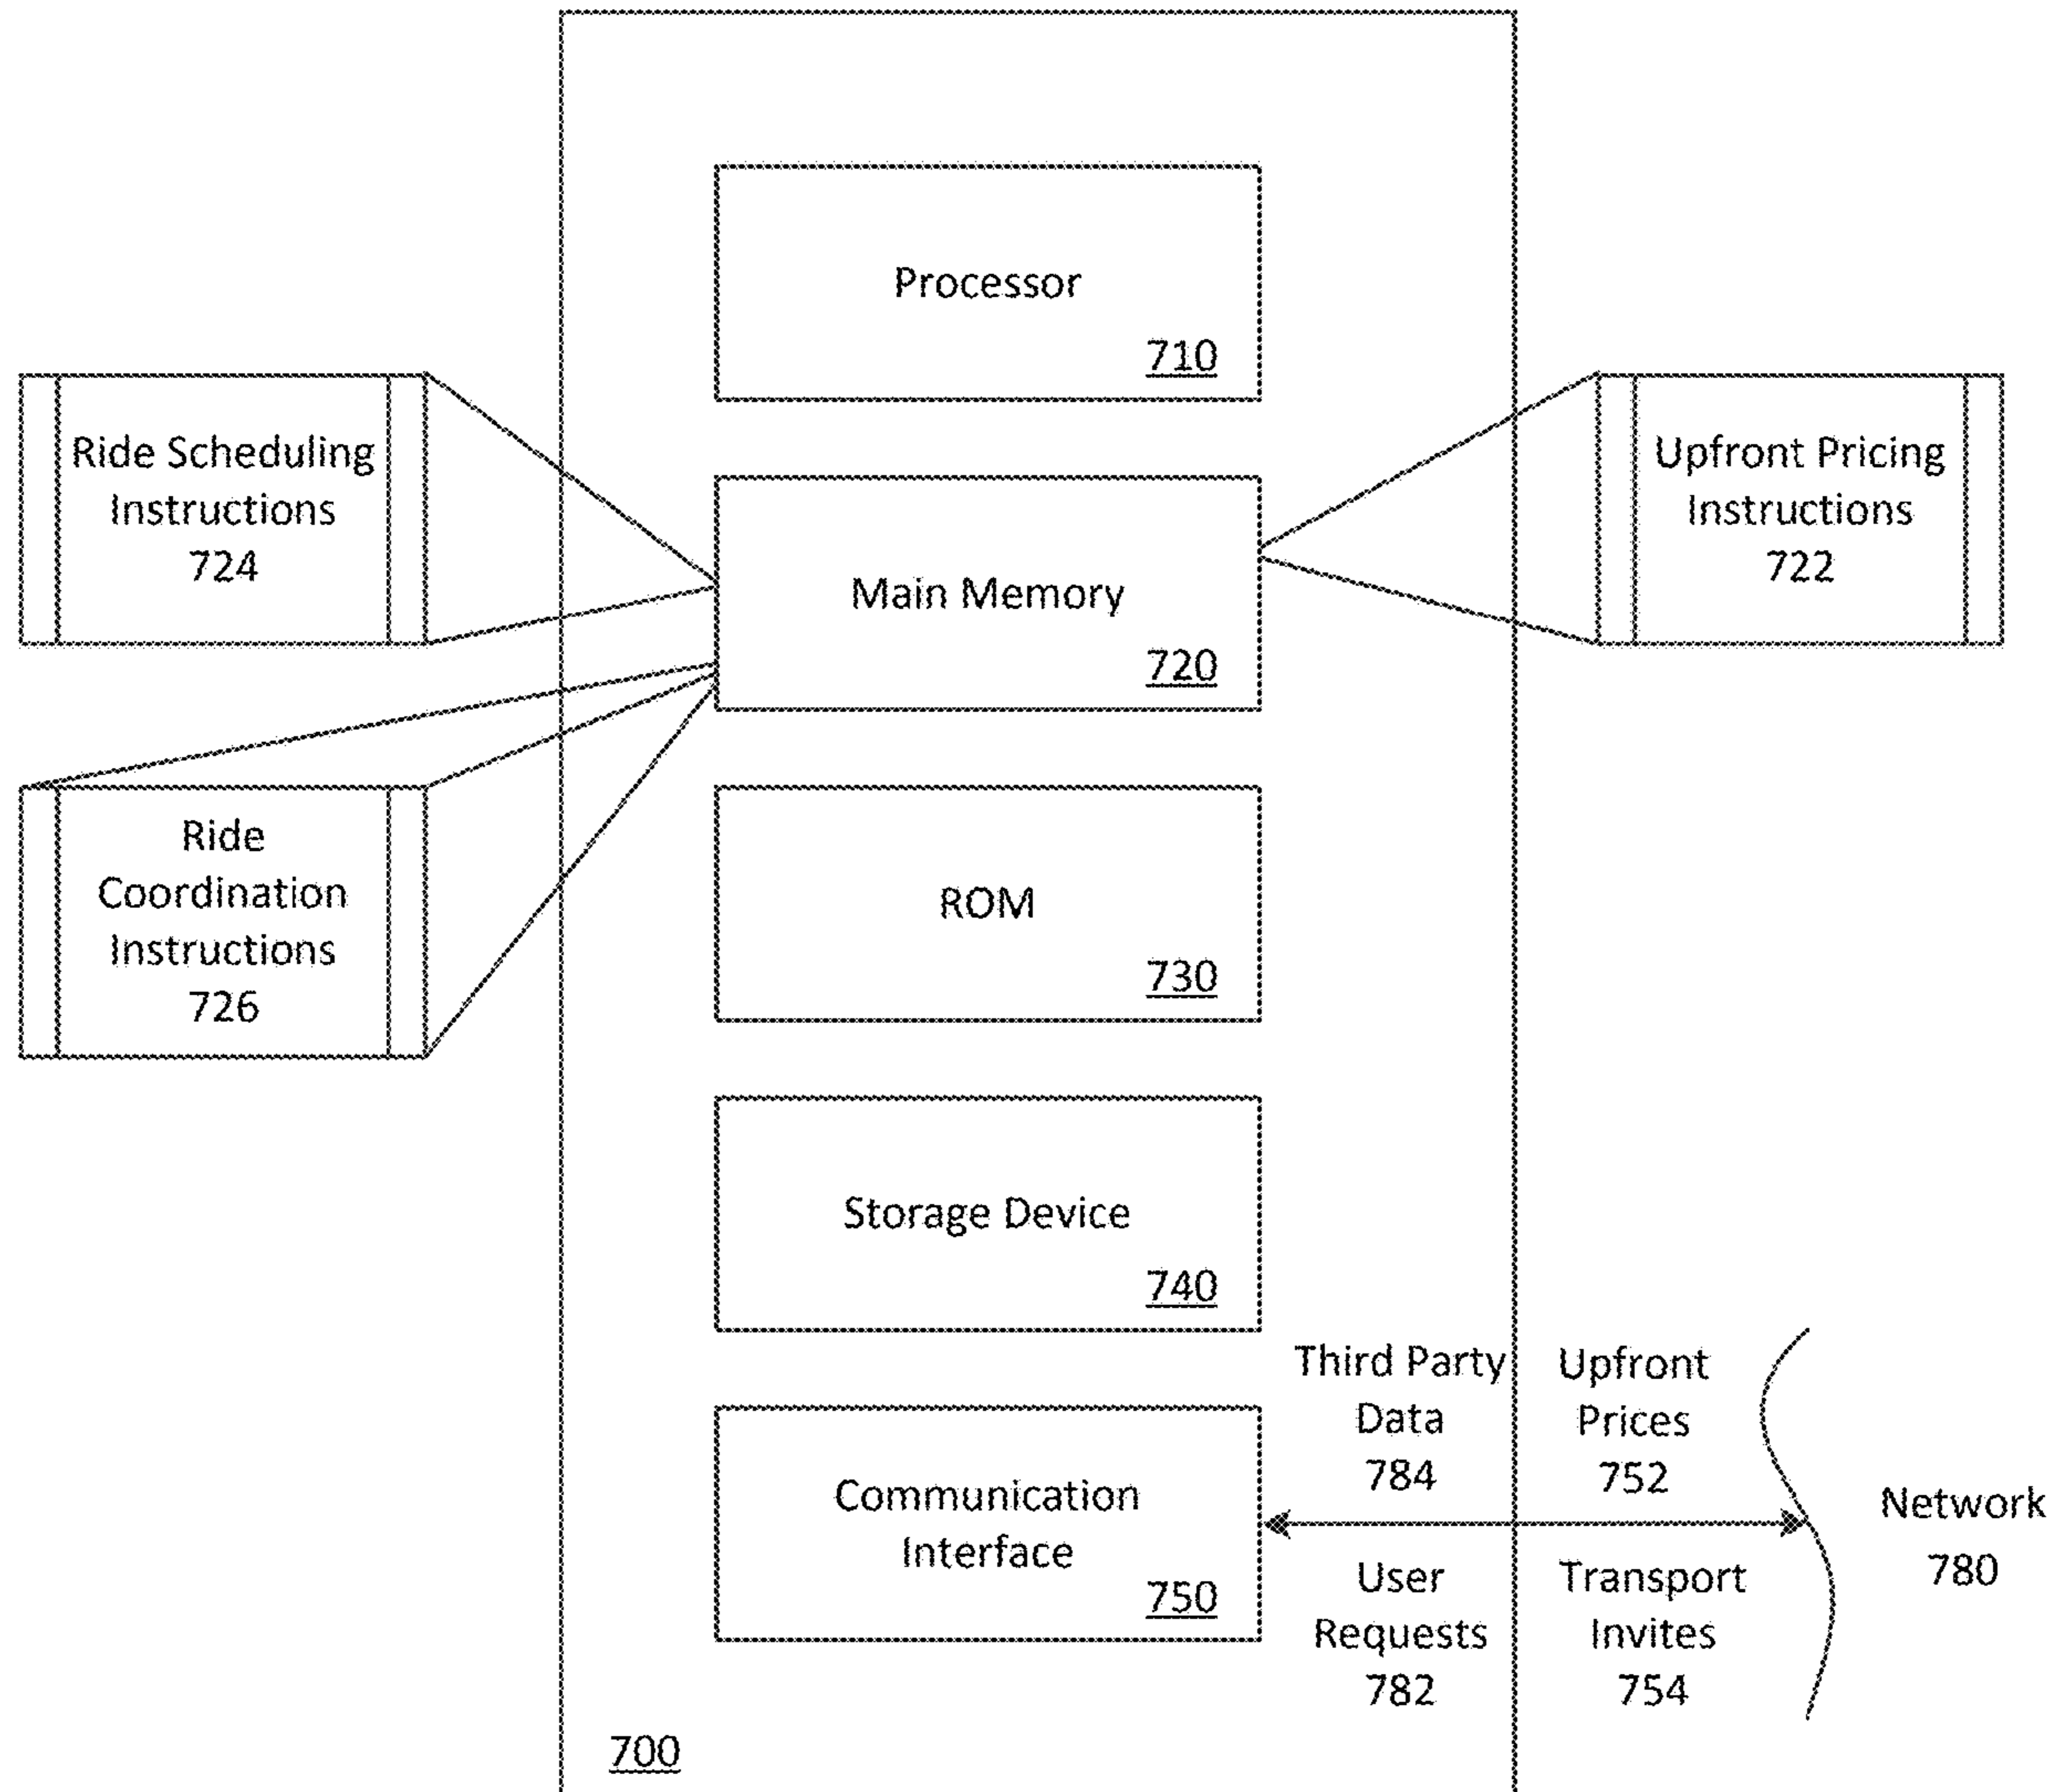 Processor
710
Ride Scheduling
Instructions
724
Upfront Pricing
Instructions
722
Main Memory
720
Ride
Coordination
Instructions
726
ROM
730
Storage Device
740
Third Party
Data
784
Upfront
Prices
752
Communication
Interface
750
Network
780
User
Requests
782
Transport
Invites
754
700